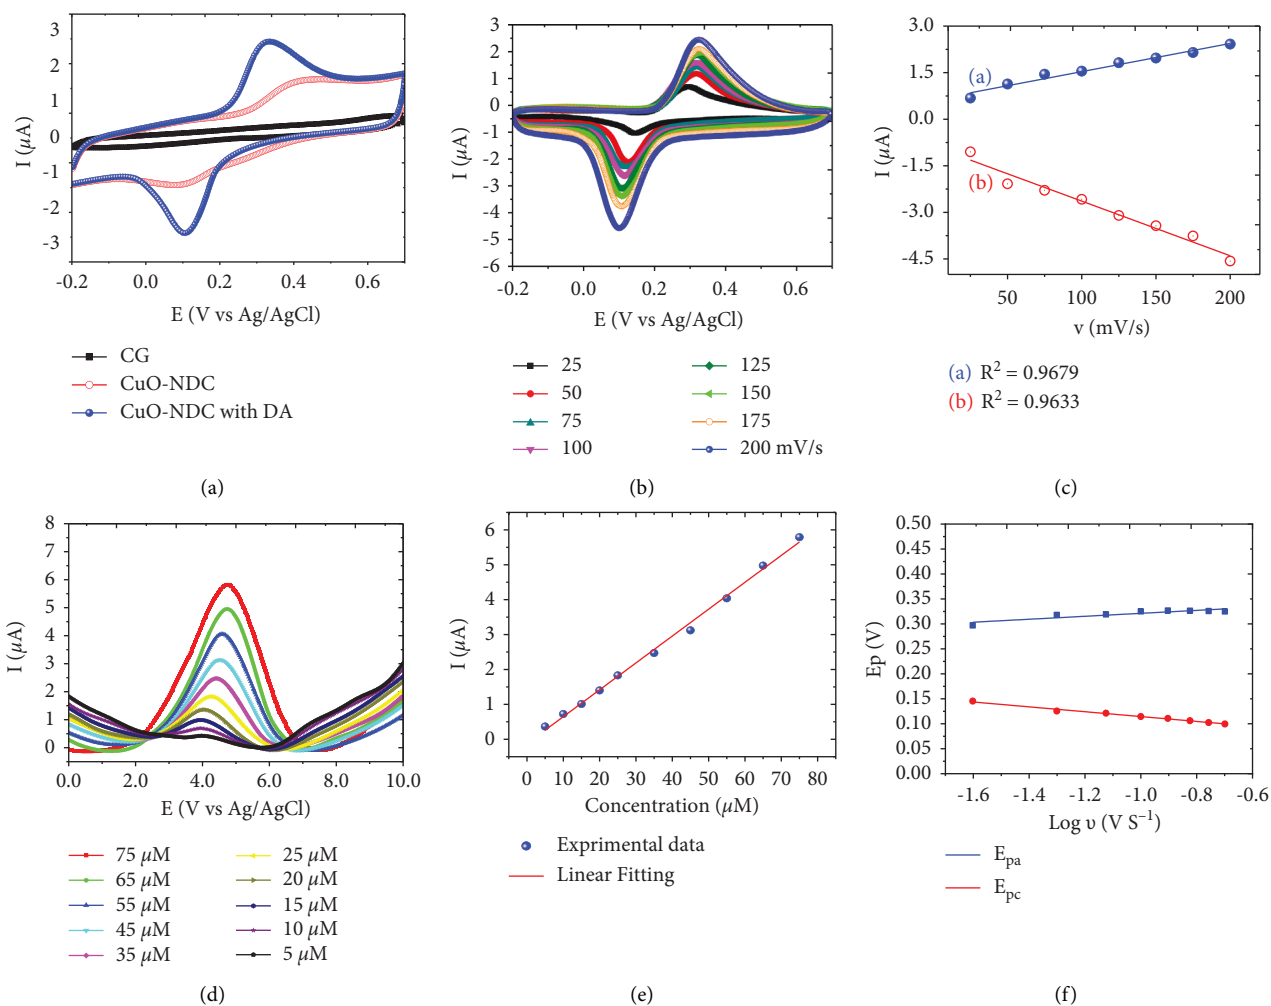 3
2
1
0
-1
-2
-3
I (µA)
-0.2 0.0 0.2 0.4 0.6
E (V vs Ag/AgCl)
CG
CuO-NDC
CuO-NDC with DA
(a)
3
2
1
0
-1
-2
-3
-4
-5
-6
I (µA)
-0.2 0.0 0.2 0.4 0.6
E (V vs Ag/AgCl)
25 125
50 150
75 175
100 200 mV/s
(b)
3.0
1.5
0.0
-1.5
-3.0
-4.5
I (µA)
(a)
(b)
50 100 150 200
v (mV/s)
(a) R² = 0.9679
(b) R² = 0.9633
(c)
8
7
6
5
4
3
2
1
0
I (µA)
0.0 2.0 4.0 6.0 8.0 10.0
E (V vs Ag/AgCl)
75 µM 25 µM
65 µM 20 µM
55 µM 15 µM
45 µM 10 µM
35 µM 5 µM
(d)
6
5
4
3
2
1
0
I (µA)
0 10 20 30 40 50 60 70 80
Concentration (µM)
Exprimental data
Linear Fitting
(e)
0.50
0.45
0.40
0.35
0.30
0.25
0.20
0.15
0.10
0.00
Ep (V)
-1.6 -1.4 -1.2 -1.0 -0.8 -0.6
Log υ (V S⁻¹)
Epa
Epc
(f)